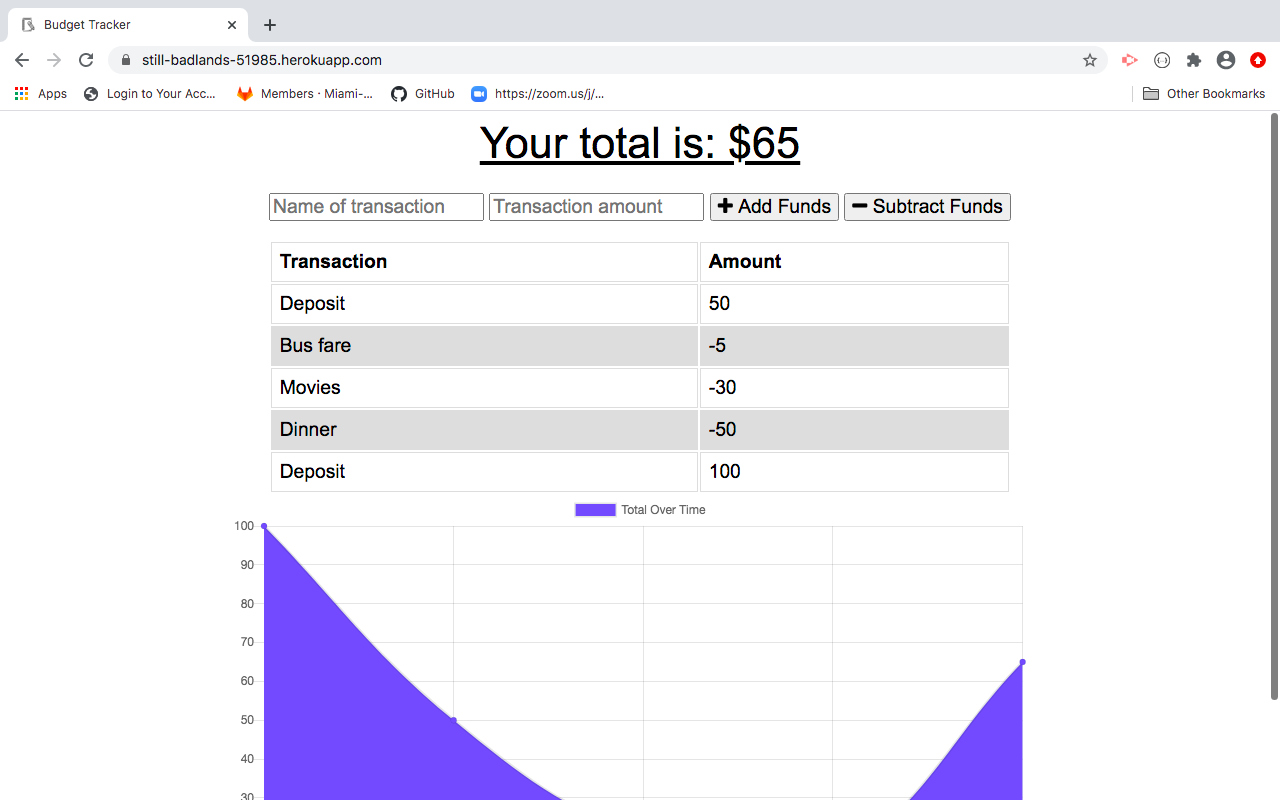 Budget Tracker
still-badlands-51985.herokuapp.com
Apps Login to Your Acc... Members · Miami-... GitHub https://zoom.us/j/... Other Bookmarks
Your total is: $65
Name of transaction Transaction amount Add Funds Subtract Funds
Transaction Amount
Deposit 50
Bus fare -5
Movies -30
Dinner -50
Deposit 100
Total Over Time
100
90
80
70
60
50
40
30